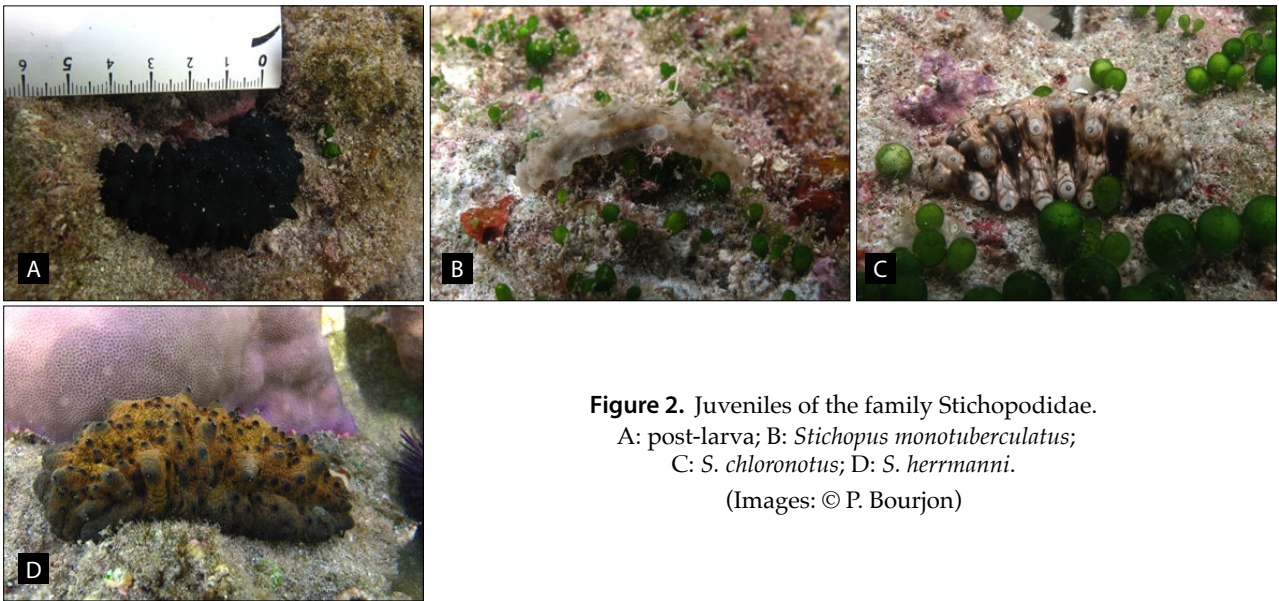 6 5 4 3 2 1 0
A
B
C
D
Figure 2. Juveniles of the family Stichopodidae.
A: post-larva; B: Stichopus monotuberculatus;
C: S. chloronotus; D: S. herrmanni.
(Images: © P. Bourjon)